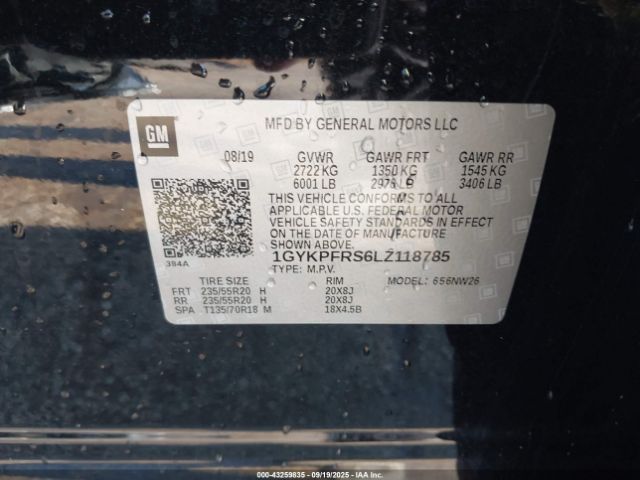 GM
MFD BY GENERAL MOTORS LLC
08/19 GVWR GAWR FRT GAWR RR
2722 KG 1350 KG 1545 KG
6001 LB 2976 LB 3406 LB
THIS VEHICLE CONFORMS TO ALL
APPLICABLE U.S. FEDERAL MOTOR
VEHICLE SAFETY STANDARDS IN EFFECT
ON THE DATE OF MANUFACTURE
SHOWN ABOVE.
1GYKPFRS6LZ118785
384A
TYPE: M.P.V. MODEL: 656NW26
TIRE SIZE RIM
FRT 235/55R20 H 20X8J
RR 235/55R20 H 20X8J
SPA T135/70R18 M 18X4.5B
© IAA 000-43259835 - 09/19/2025 - IAAI.COM